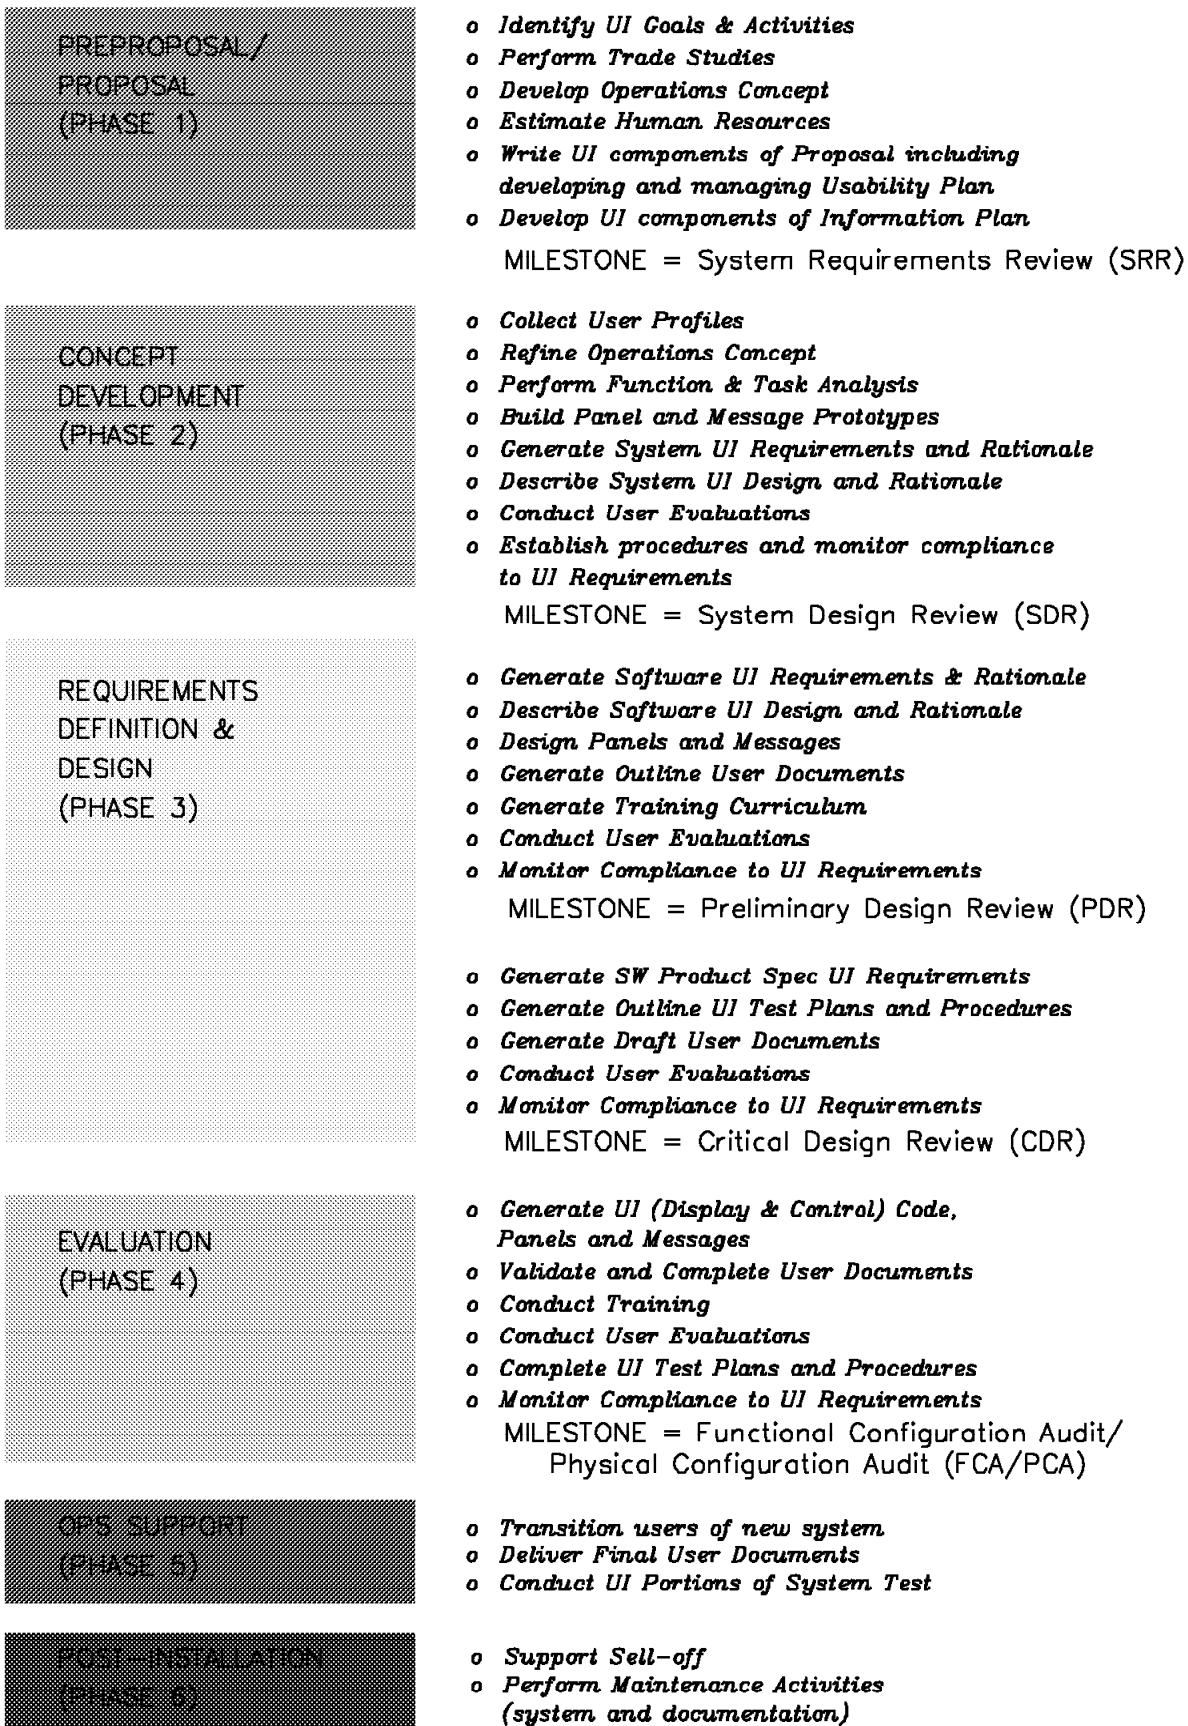 PREPROPOSAL/
PROPOSAL
(PHASE 1)
o Identify UI Goals & Activities
o Perform Trade Studies
o Develop Operations Concept
o Estimate Human Resources
o Write UI components of Proposal including
developing and managing Usability Plan
o Develop UI components of Information Plan
MILESTONE = System Requirements Review (SRR)
CONCEPT
DEVELOPMENT
(PHASE 2)
o Collect User Profiles
o Refine Operations Concept
o Perform Function & Task Analysis
o Build Panel and Message Prototypes
o Generate System UI Requirements and Rationale
o Describe System UI Design and Rationale
o Conduct User Evaluations
o Establish procedures and monitor compliance
to UI Requirements
MILESTONE = System Design Review (SDR)
REQUIREMENTS
DEFINITION &
DESIGN
(PHASE 3)
o Generate Software UI Requirements & Rationale
o Describe Software UI Design and Rationale
o Design Panels and Messages
o Generate Outline User Documents
o Generate Training Curriculum
o Conduct User Evaluations
o Monitor Compliance to UI Requirements
MILESTONE = Preliminary Design Review (PDR)
o Generate SW Product Spec UI Requirements
o Generate Outline UI Test Plans and Procedures
o Generate Draft User Documents
o Conduct User Evaluations
o Monitor Compliance to UI Requirements
MILESTONE = Critical Design Review (CDR)
EVALUATION
(PHASE 4)
o Generate UI (Display & Control) Code,
Panels and Messages
o Validate and Complete User Documents
o Conduct Training
o Conduct User Evaluations
o Complete UI Test Plans and Procedures
o Monitor Compliance to UI Requirements
MILESTONE = Functional Configuration Audit/
Physical Configuration Audit (FCA/PCA)
OPS SUPPORT
(PHASE 5)
o Transition users of new system
o Deliver Final User Documents
o Conduct UI Portions of System Test
POST-INSTALLATION
(PHASE 6)
o Support Sell-off
o Perform Maintenance Activities
(system and documentation)